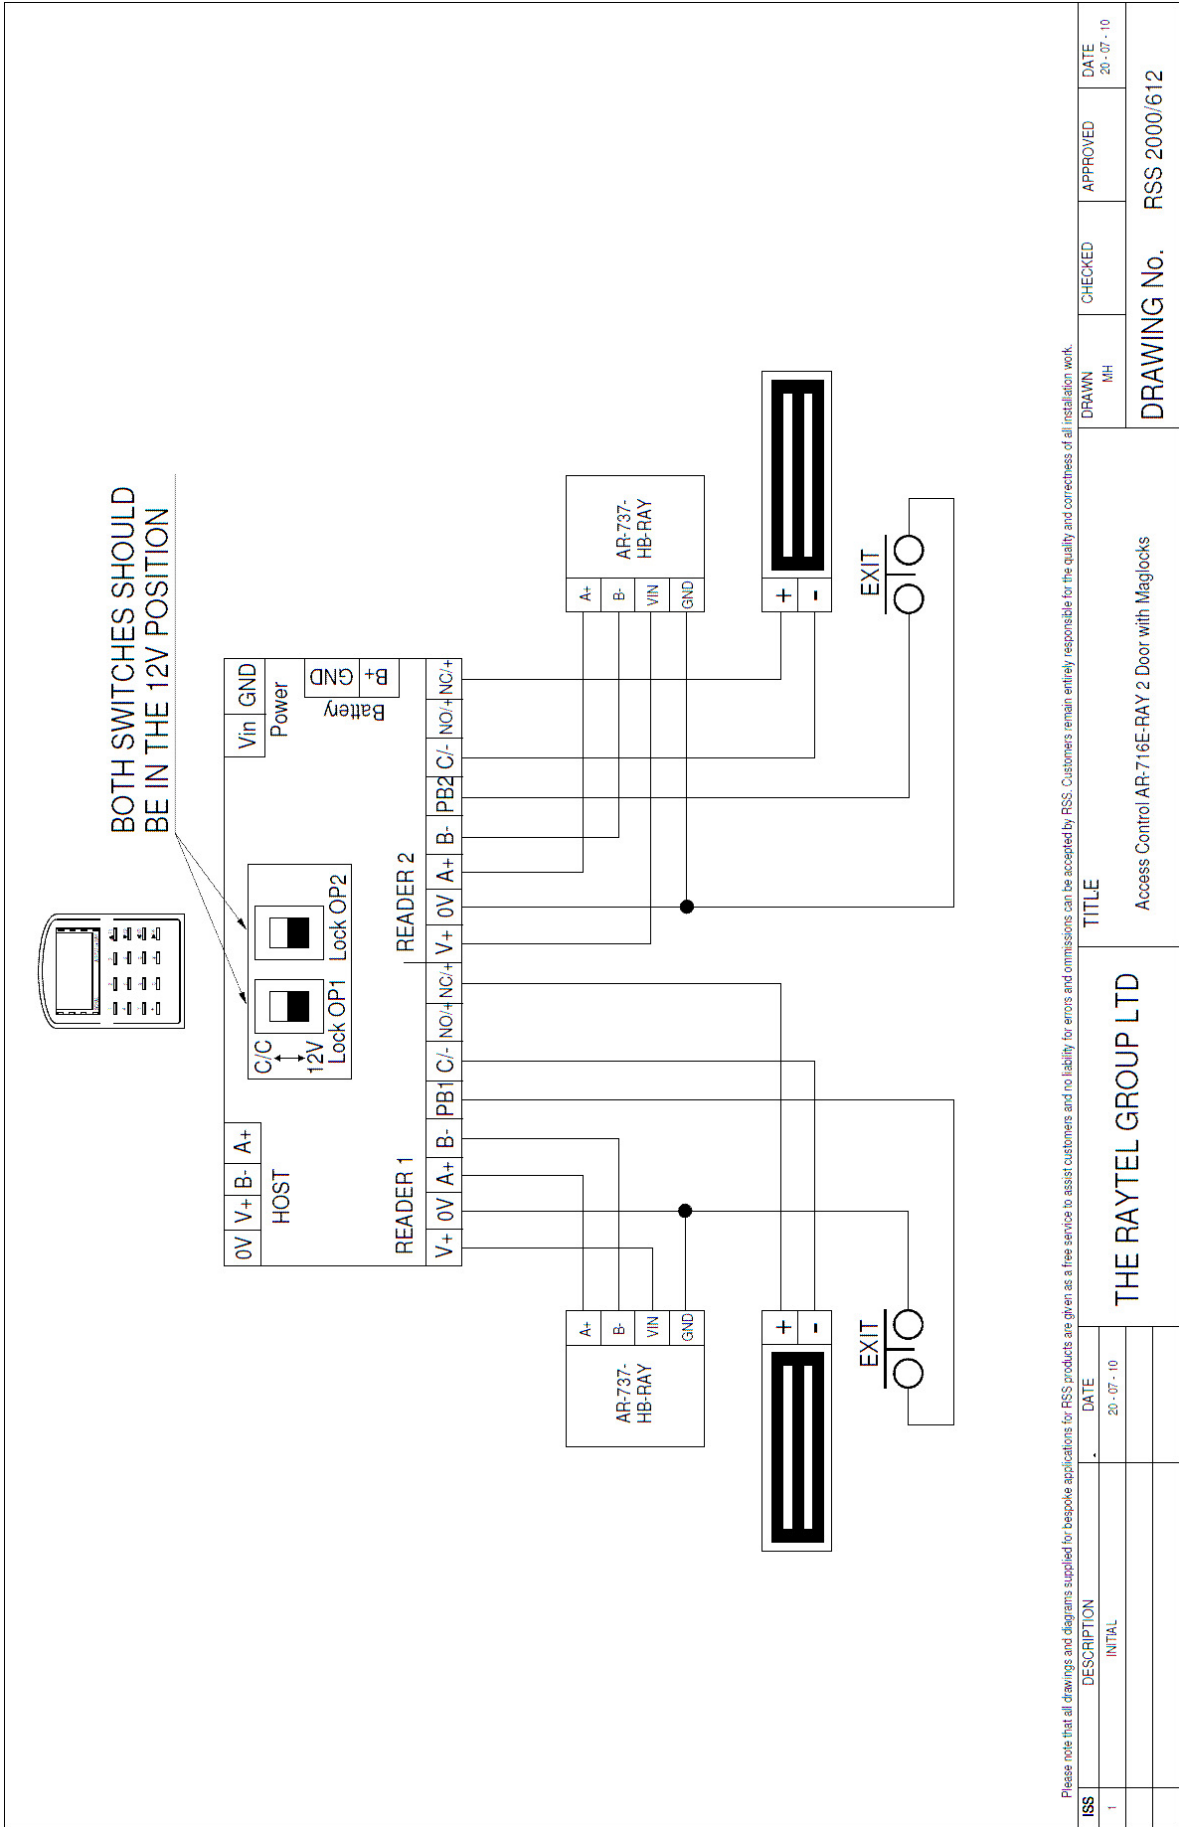 BOTH SWITCHES SHOULD
BE IN THE 12V POSITION
0V V+ B- A+
HOST
C/C
12V
Lock OP1 Lock OP2
Vin GND
Power
Battery
GND
B+
READER 1
READER 2
V+ 0V A+ B- PB1 C/- NO/+ NC/+ V+ 0V A+ B- PB2 C/- NO/+ NC/+
AR-737-
HB-RAY
A+
B-
VIN
GND
A+
B-
VIN
GND
AR-737-
HB-RAY
+
-
+
-
EXIT
EXIT
Please note that all drawings and diagrams supplied for bespoke applications for RSS products are given as a free service to assist customers and no liability for errors and ommissions can be accepted by RSS. Customers remain entirely responsible for the quality and correctness of all installation work.
ISS DESCRIPTION DATE
1 INITIAL 20 - 07 - 10
THE RAYTEL GROUP LTD
TITLE
Access Control AR-716E-RAY 2 Door with Maglocks
DRAWN CHECKED APPROVED DATE
MH 20 - 07 - 10
DRAWING No. RSS 2000/612